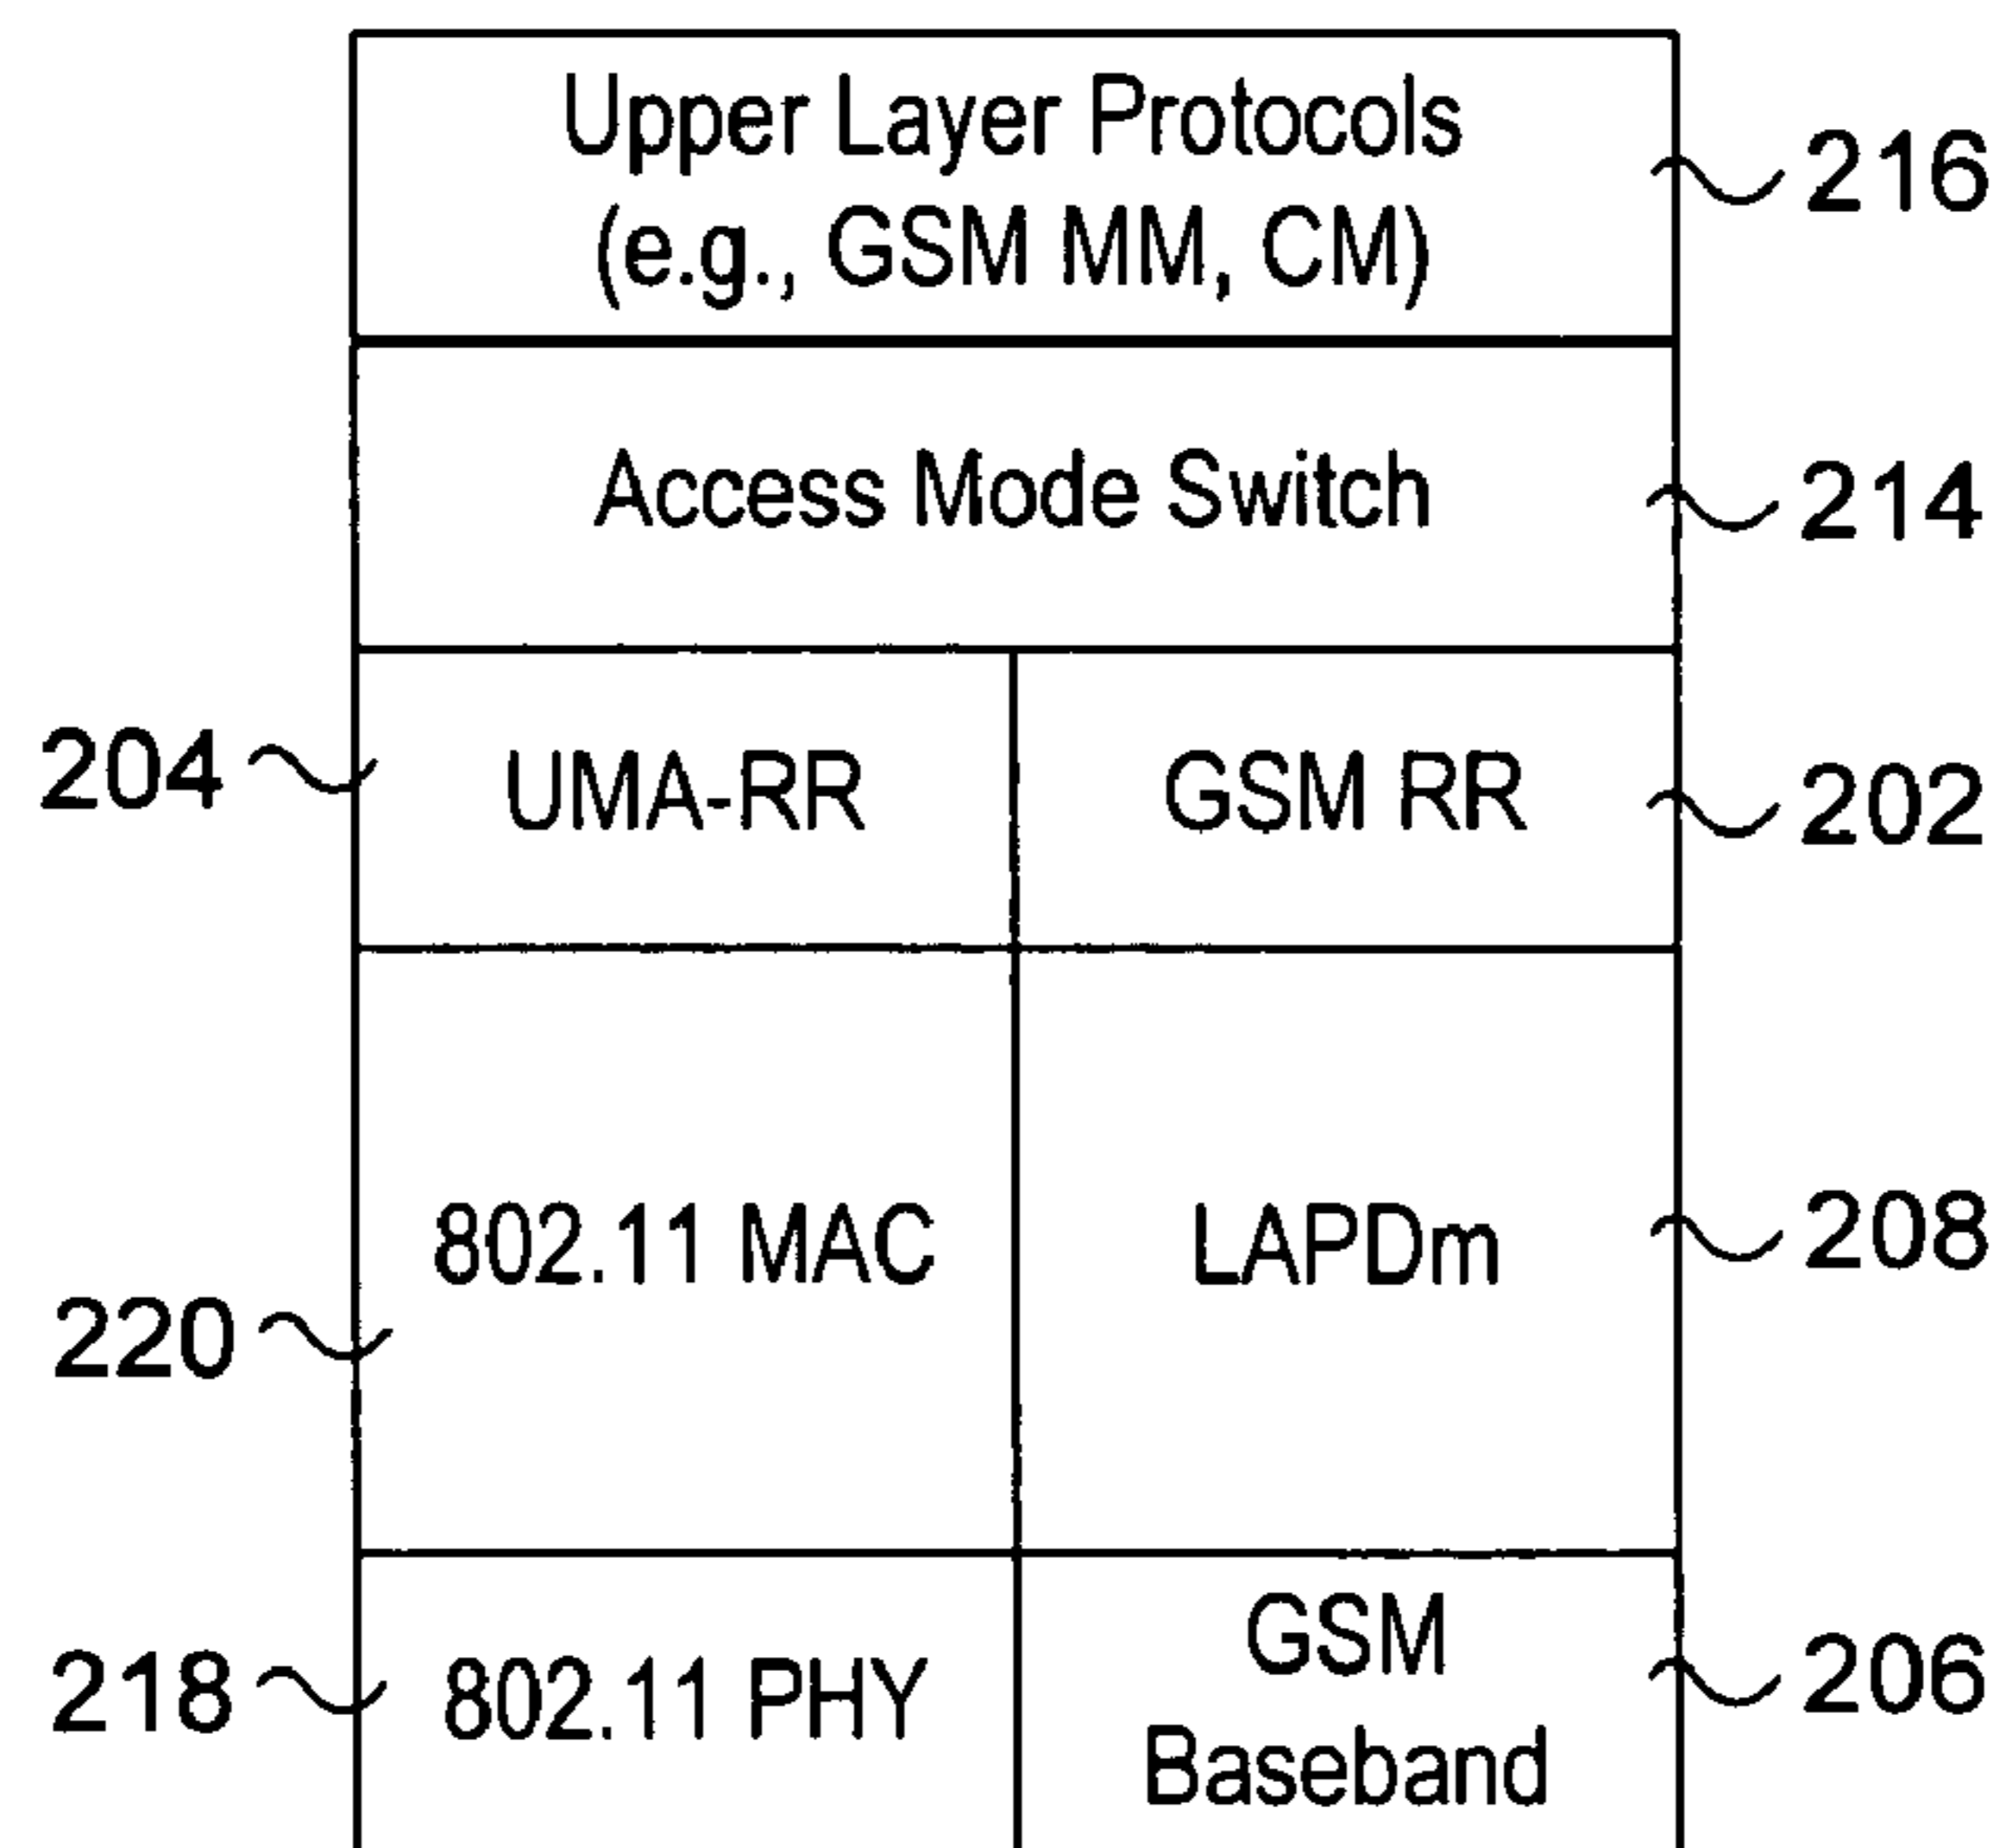 Upper Layer Protocols
(e.g., GSM MM, CM)
216
Access Mode Switch
214
204
UMA-RR
GSM RR
202
802.11 MAC
LAPDm
208
220
218
802.11 PHY
GSM
Baseband
206